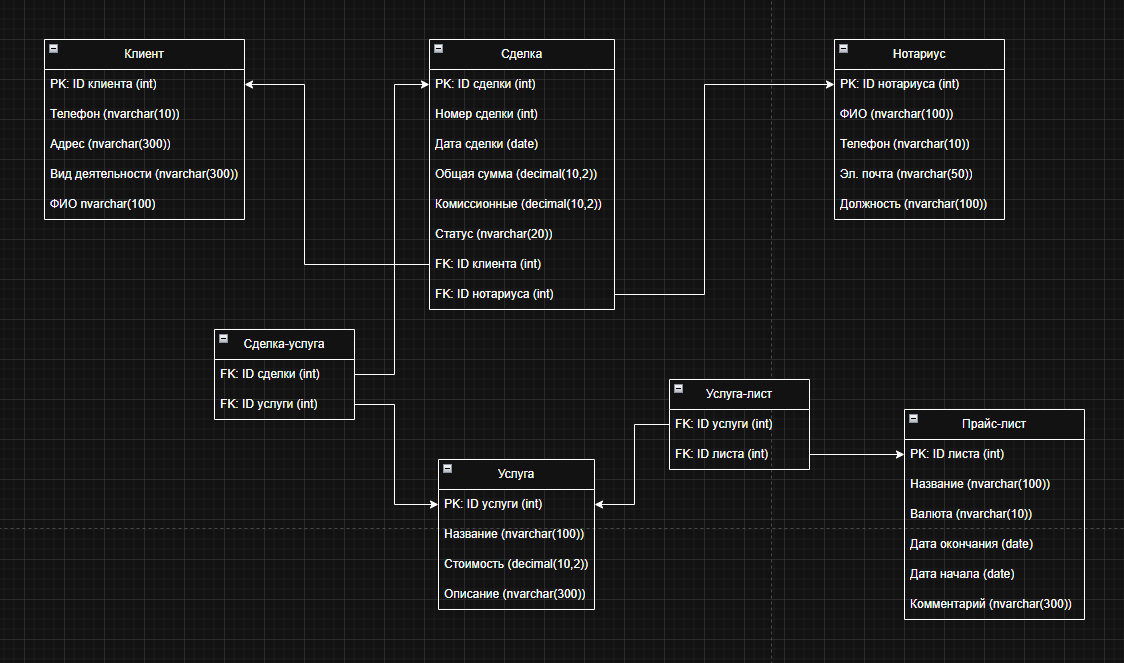 Клиент
PK: ID клиента (int)
Телефон (nvarchar(10))
Адрес (nvarchar(300))
Вид деятельности (nvarchar(300))
ФИО nvarchar(100)
Сделка
PK: ID сделки (int)
Номер сделки (int)
Дата сделки (date)
Общая сумма (decimal(10,2))
Комиссионные (decimal(10,2))
Статус (nvarchar(20))
FK: ID клиента (int)
FK: ID нотариуса (int)
Нотариус
PK: ID нотариуса (int)
ФИО (nvarchar(100))
Телефон (nvarchar(10))
Эл. почта (nvarchar(50))
Должность (nvarchar(100))
Сделка-услуга
FK: ID сделки (int)
FK: ID услуги (int)
Услуга
PK: ID услуги (int)
Название (nvarchar(100))
Стоимость (decimal(10,2))
Описание (nvarchar(300))
Услуга-лист
FK: ID услуги (int)
FK: ID листа (int)
Прайс-лист
PK: ID листа (int)
Название (nvarchar(100))
Валюта (nvarchar(10))
Дата окончания (date)
Дата начала (date)
Комментарий (nvarchar(300))